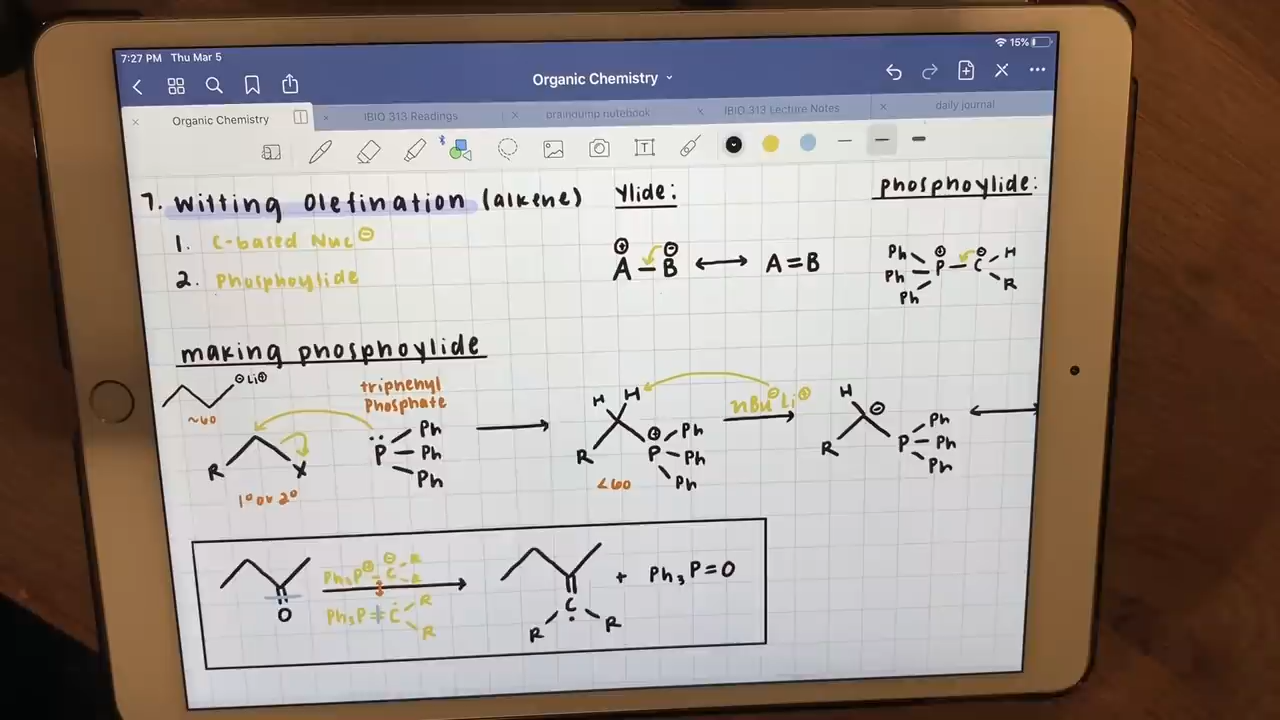 7:27 PM Thu Mar 5
15%
Organic Chemistry
Organic Chemistry
IBIO 313 Readings
braindump notebook
IBIO 313 Lecture Notes
daily journal
7. Witting Olefination (alkene)
1. C-based Nuc⊖
2. Phosphoylide
Ylide:
⊕ ⊖
A – B ⟷ A=B
phosphoylide:
Ph ⊕ ⊖ H
Ph P – C
Ph R
making phosphoylide
⊖Li⊕
~60
triphenyl
Phosphate
R X
1° or 2°
P Ph
Ph
Ph
H H
R ⊕
P Ph
Ph
Ph
<60
nBu⊖Li⊕
H ⊖
R P Ph
Ph
Ph
O
Ph3P⊕–C⊖ R
R
Ph3P=C R
R
C
R R
+ Ph3P=O